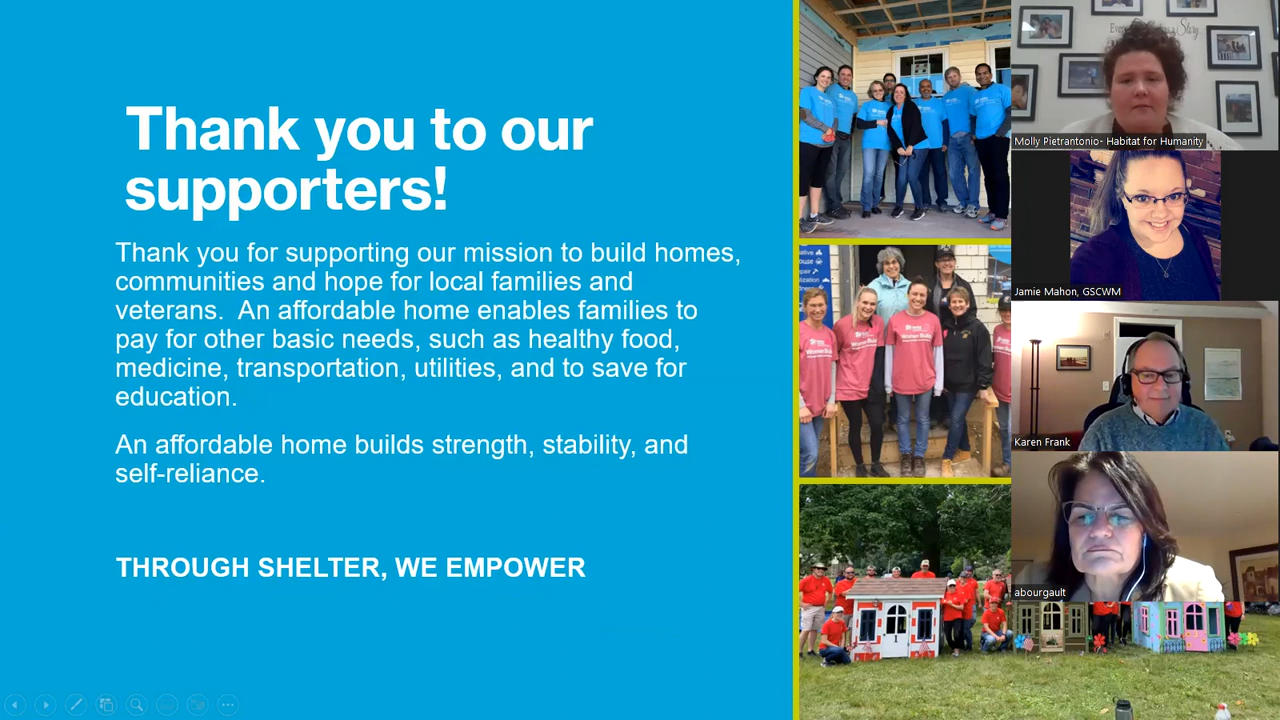 Thank you to our
supporters!
Thank you for supporting our mission to build homes,
communities and hope for local families and
veterans.  An affordable home enables families to
pay for other basic needs, such as healthy food,
medicine, transportation, utilities, and to save for
education.
An affordable home builds strength, stability, and
self-reliance.
THROUGH SHELTER, WE EMPOWER
Story
Molly Pietrantonio- Habitat for Humanity
Jamie Mahon, GSCWM
Karen Frank
abourgault